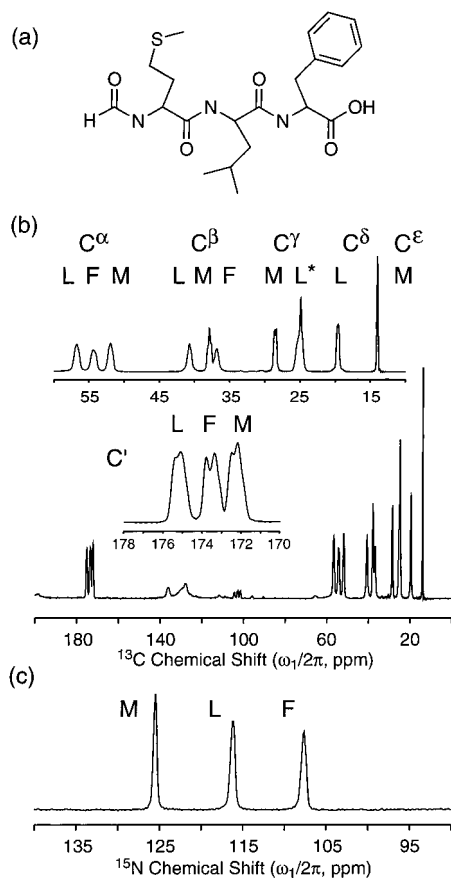 (a)
S
O
H
N
O
N
O
N
OH
O
(b)
Cα Cβ Cγ Cδ Cε
L F M L M F M L* L M
55 45 35 25 15
L F M
C'
178 176 174 172 170
180 140 100 60 20
13C Chemical Shift (ω1/2π, ppm)
(c)
M L F
135 125 115 105 95
15N Chemical Shift (ω1/2π, ppm)